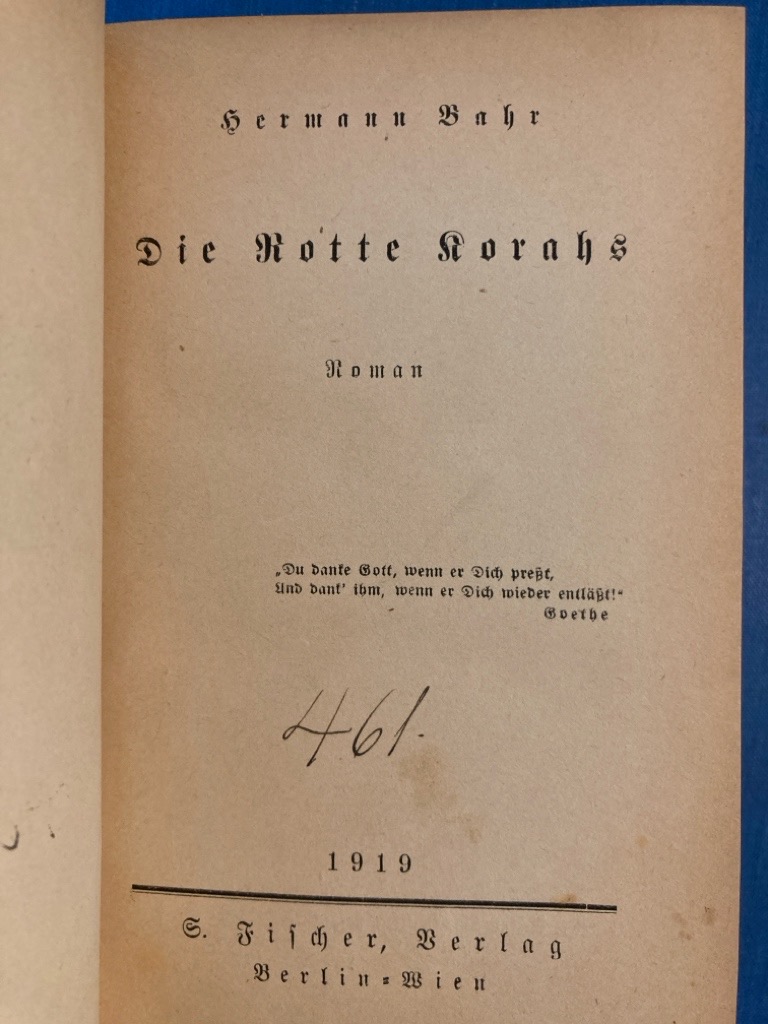 Hermann Bahr
Die Rotte Korahs
Roman
„Du danke Gott, wenn er Dich preßt,
Und dank' ihm, wenn er Dich wieder entläßt!“
Goethe
461.
1919
S. Fischer, Verlag
Berlin-Wien